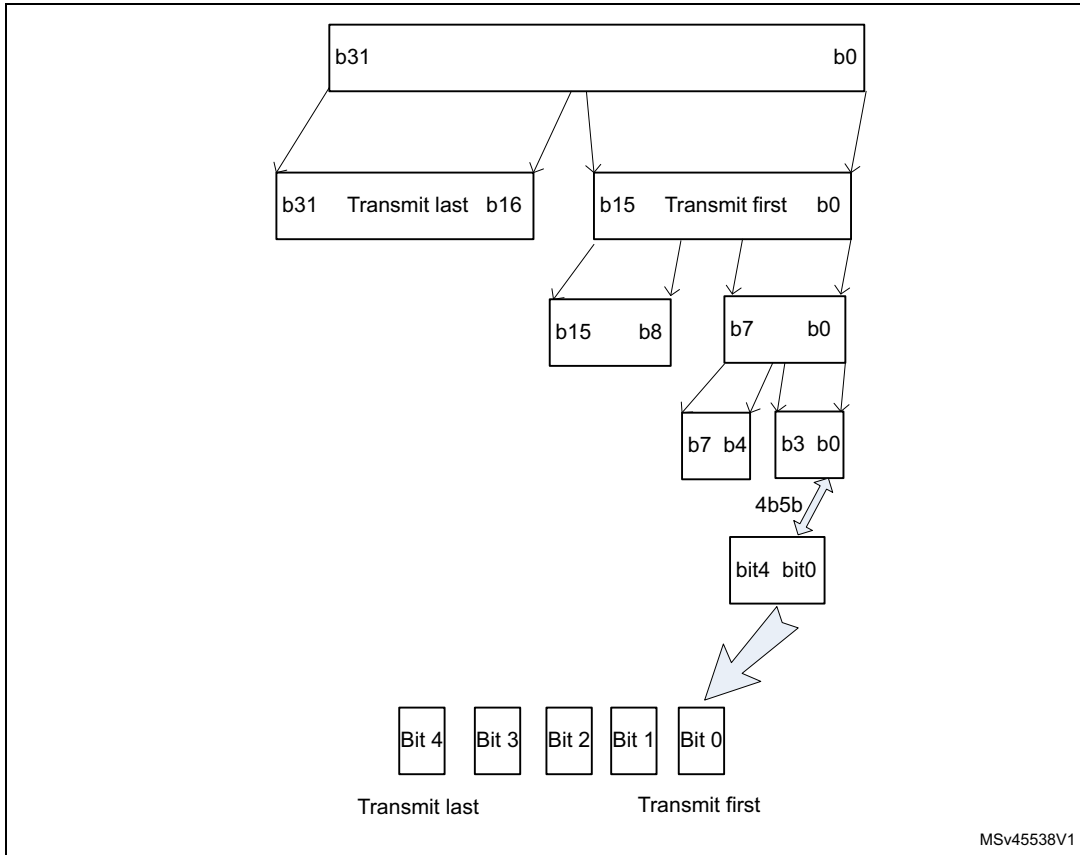 b31 b0
b31 Transmit last b16 b15 Transmit first b0
b15 b8 b7 b0
b7 b4 b3 b0
4b5b
bit4 bit0
Bit 4 Bit 3 Bit 2 Bit 1 Bit 0
Transmit last Transmit first
MSv45538V1